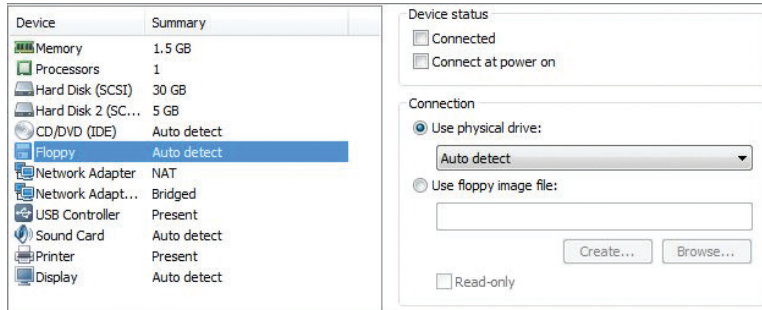 Device Summary
Memory 1.5 GB
Processors 1
Hard Disk (SCSI) 30 GB
Hard Disk 2 (SC... 5 GB
CD/DVD (IDE) Auto detect
Floppy Auto detect
Network Adapter NAT
Network Adapt... Bridged
USB Controller Present
Sound Card Auto detect
Printer Present
Display Auto detect
Device status
Connected
Connect at power on
Connection
Use physical drive:
Auto detect
Use floppy image file:
Create... Browse...
Read-only